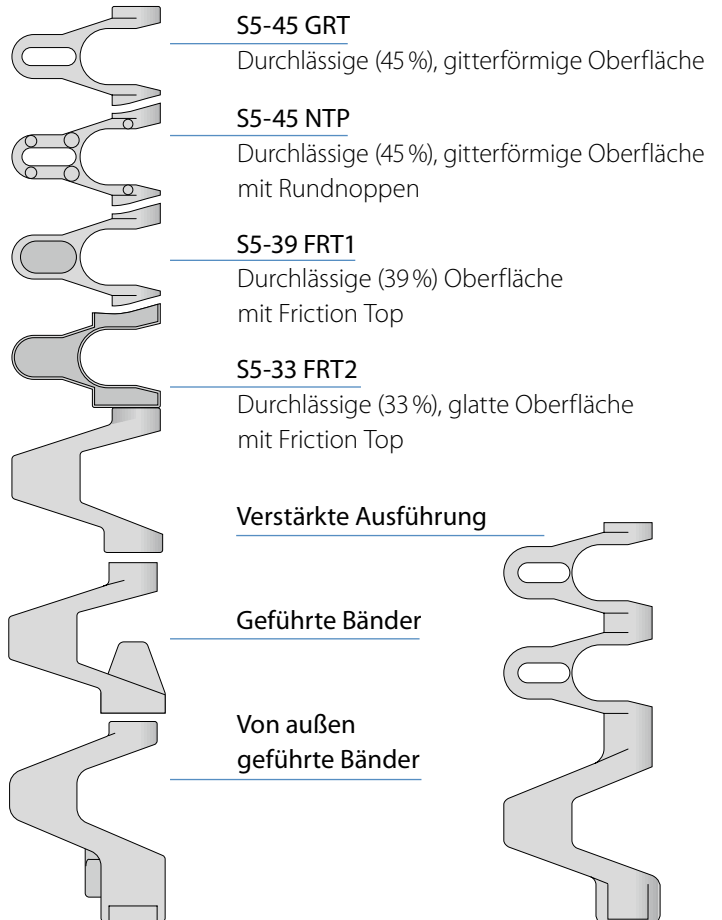 S5-45 GRT
Durchlässige (45 %), gitterförmige Oberfläche
S5-45 NTP
Durchlässige (45 %), gitterförmige Oberfläche
mit Rundnoppen
S5-39 FRT1
Durchlässige (39 %) Oberfläche
mit Friction Top
S5-33 FRT2
Durchlässige (33 %), glatte Oberfläche
mit Friction Top
Verstärkte Ausführung
Geführte Bänder
Von außen
geführte Bänder